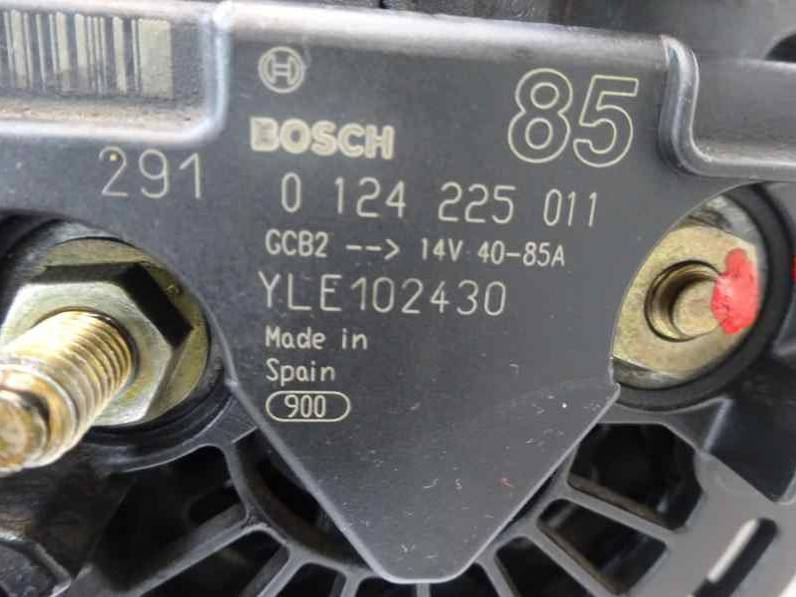 BOSCH
85
291
0 124 225 011
GCB2 --> 14V 40-85A
YLE102430
Made in
Spain
900